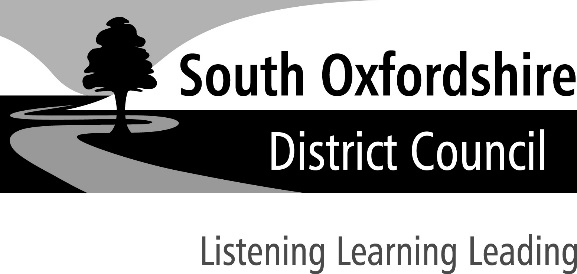 South Oxfordshire
District Council
Listening Learning Leading